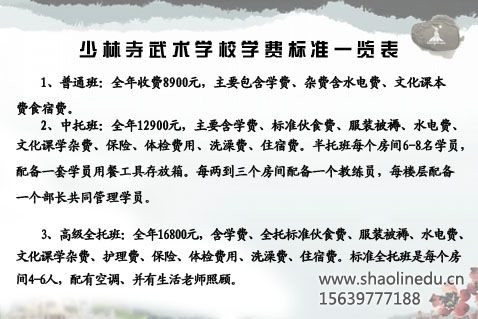 少林寺武术学校学费标准一览表
1、普通班：全年收费8900元，主要包含学费、杂费含水电费、文化课本
费食宿费。
2、中托班：全年12900元，主要含学费、标准伙食费、服装被褥、水电费、
文化课学杂费、保险、体检费用、洗澡费、住宿费。半托班每个房间6-8名学员，
配备一套学员用餐工具存放箱。每两到三个房间配备一个教练员，每楼层配备
一个部长共同管理学员。
3、高级全托班：全年16800元，含学费、全托标准伙食费、服装被褥、水电费、
文化课学杂费、护理费、保险、体检费用、洗澡费、住宿费。标准全托班是每个房
间4-6人，配有空调、并有生活老师照顾。
www.shaolinedu.cn
15639777188